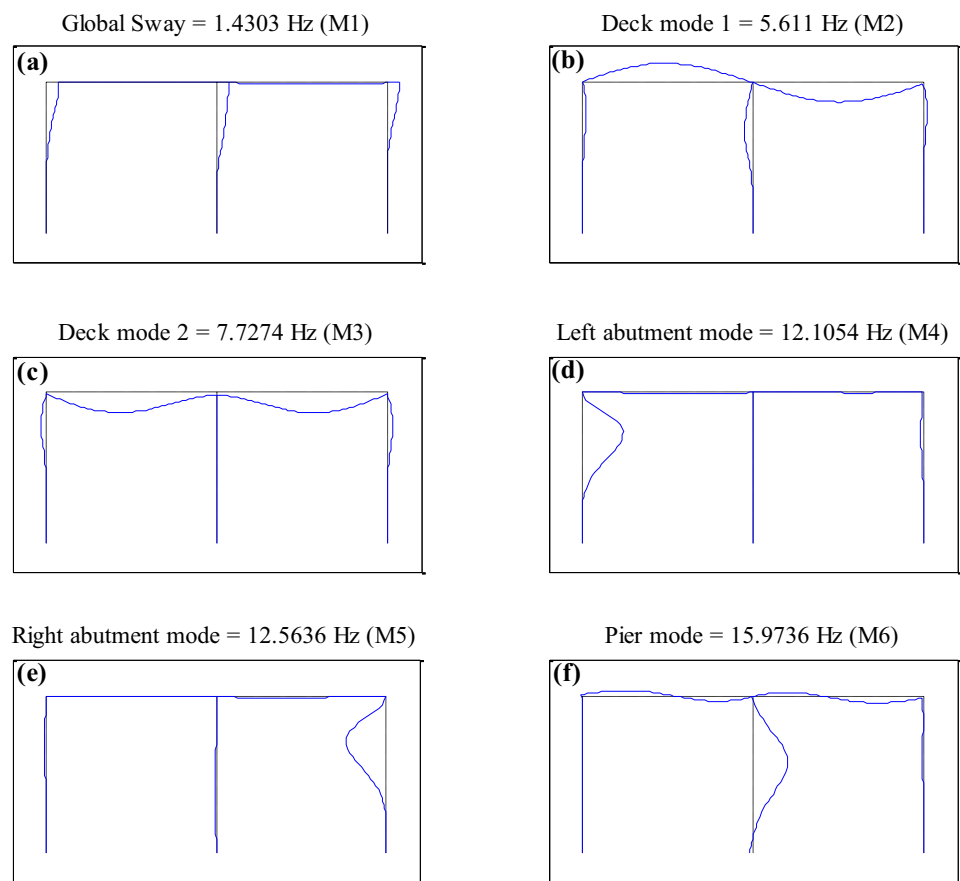 Global Sway = 1.4303 Hz (M1)
(a)
Deck mode 1 = 5.611 Hz (M2)
(b)
Deck mode 2 = 7.7274 Hz (M3)
(c)
Left abutment mode = 12.1054 Hz (M4)
(d)
Right abutment mode = 12.5636 Hz (M5)
(e)
Pier mode = 15.9736 Hz (M6)
(f)